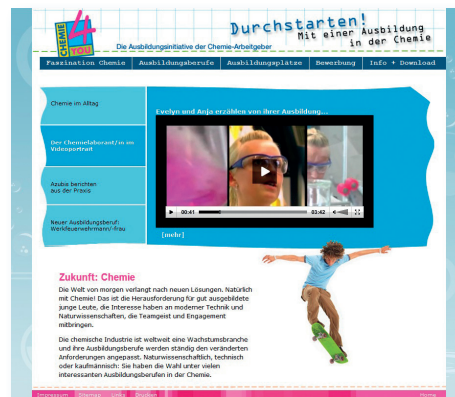 CHEMIE 4 YOU
Die Ausbildungsinitiative der Chemie-Arbeitgeber
Durchstarten!
Mit einer Ausbildung
in der Chemie
Faszination Chemie | Ausbildungsberufe | Ausbildungsplätze | Bewerbung | Info + Download
Chemie im Alltag
Der Chemielaborant/in im
Videoportrait
Azubis berichten
aus der Praxis
Neuer Ausbildungsberuf:
Werkfeuerwehrmann/-frau
Evelyn und Anja erzählen von ihrer Ausbildung...
00:41
03:42
[mehr]
Zukunft: Chemie
Die Welt von morgen verlangt nach neuen Lösungen. Natürlich
mit Chemie! Das ist die Herausforderung für gut ausgebildete
junge Leute, die Interesse haben an moderner Technik und
Naturwissenschaften, die Teamgeist und Engagement
mitbringen.
Die chemische Industrie ist weltweit eine Wachstumsbranche
und ihre Ausbildungsberufe werden ständig den veränderten
Anforderungen angepasst. Naturwissenschaftlich, technisch
oder kaufmännisch: Sie haben die Wahl unter vielen
interessanten Ausbildungsberufen in der Chemie.
Impressum Sitemap Links Drucken Home